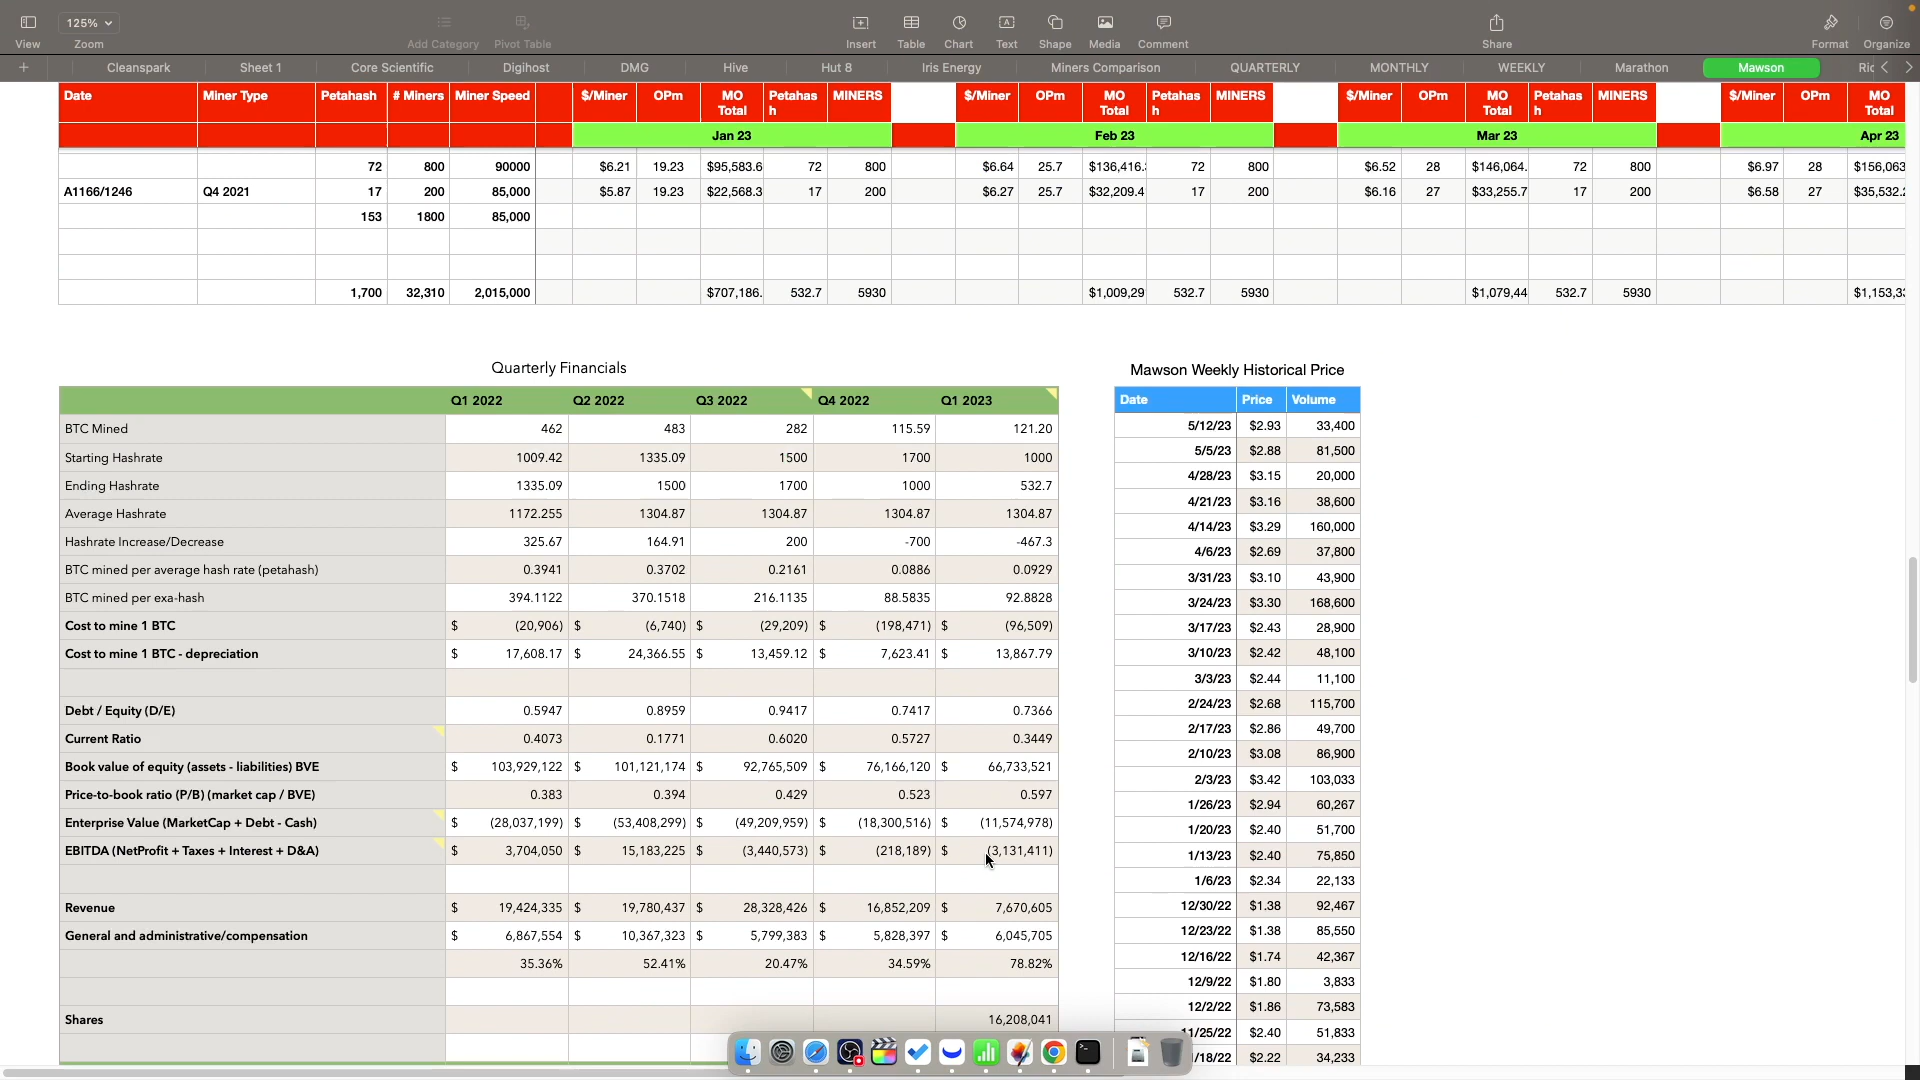 125%
View Zoom Add Category Pivot Table Insert Table Chart Text Shape Media Comment Share Format Organize
+ Cleanspark Sheet 1 Core Scientific Digihost DMG Hive Hut 8 Iris Energy Miners Comparison QUARTERLY MONTHLY WEEKLY Marathon Mawson
Date Miner Type Petahash # Miners Miner Speed $/Miner OPm MO Total Petahash MINERS $/Miner OPm MO Total Petahash MINERS $/Miner OPm MO Total Petahash MINERS $/Miner OPm MO Total
Jan 23 Feb 23 Mar 23 Apr 23
72 800 90000 $6.21 19.23 $95,583.6 72 800 $6.64 25.7 $136,416. 72 800 $6.52 28 $146,064. 72 800 $6.97 28 $156,063
A1166/1246 Q4 2021 17 200 85,000 $5.87 19.23 $22,568.3 17 200 $6.27 25.7 $32,209.4 17 200 $6.16 27 $33,255.7 17 200 $6.58 27 $35,532.
153 1800 85,000
1,700 32,310 2,015,000 $707,186. 532.7 5930 $1,009,29 532.7 5930 $1,079,44 532.7 5930 $1,153,3
Quarterly Financials
Q1 2022 Q2 2022 Q3 2022 Q4 2022 Q1 2023
BTC Mined 462 483 282 115.59 121.20
Starting Hashrate 1009.42 1335.09 1500 1700 1000
Ending Hashrate 1335.09 1500 1700 1000 532.7
Average Hashrate 1172.255 1304.87 1304.87 1304.87 1304.87
Hashrate Increase/Decrease 325.67 164.91 200 -700 -467.3
BTC mined per average hash rate (petahash) 0.3941 0.3702 0.2161 0.0886 0.0929
BTC mined per exa-hash 394.1122 370.1518 216.1135 88.5835 92.8828
Cost to mine 1 BTC $ (20,906) $ (6,740) $ (29,209) $ (198,471) $ (96,509)
Cost to mine 1 BTC - depreciation $ 17,608.17 $ 24,366.55 $ 13,459.12 $ 7,623.41 $ 13,867.79
Debt / Equity (D/E) 0.5947 0.8959 0.9417 0.7417 0.7366
Current Ratio 0.4073 0.1771 0.6020 0.5727 0.3449
Book value of equity (assets - liabilities) BVE $ 103,929,122 $ 101,121,174 $ 92,765,509 $ 76,166,120 $ 66,733,521
Price-to-book ratio (P/B) (market cap / BVE) 0.383 0.394 0.429 0.523 0.597
Enterprise Value (MarketCap + Debt - Cash) $ (28,037,199) $ (53,408,299) $ (49,209,959) $ (18,300,516) $ (11,574,978)
EBITDA (NetProfit + Taxes + Interest + D&A) $ 3,704,050 $ 15,183,225 $ (3,440,573) $ (218,189) $ (3,131,411)
Revenue $ 19,424,335 $ 19,780,437 $ 28,328,426 $ 16,852,209 $ 7,670,605
General and administrative/compensation $ 6,867,554 $ 10,367,323 $ 5,799,383 $ 5,828,397 $ 6,045,705
35.36% 52.41% 20.47% 34.59% 78.82%
Shares 16,208,041
Mawson Weekly Historical Price
Date Price Volume
5/12/23 $2.93 33,400
5/5/23 $2.88 81,500
4/28/23 $3.15 20,000
4/21/23 $3.16 38,600
4/14/23 $3.29 160,000
4/6/23 $2.69 37,800
3/31/23 $3.10 43,900
3/24/23 $3.30 168,600
3/17/23 $2.43 28,900
3/10/23 $2.42 48,100
3/3/23 $2.44 11,100
2/24/23 $2.68 115,700
2/17/23 $2.86 49,700
2/10/23 $3.08 86,900
2/3/23 $3.42 103,033
1/26/23 $2.94 60,267
1/20/23 $2.40 51,700
1/13/23 $2.40 75,850
1/6/23 $2.34 22,133
12/30/22 $1.38 92,467
12/23/22 $1.38 85,550
12/16/22 $1.74 42,367
12/9/22 $1.80 3,833
12/2/22 $1.86 73,583
11/25/22 $2.40 51,833
/18/22 $2.22 34,233